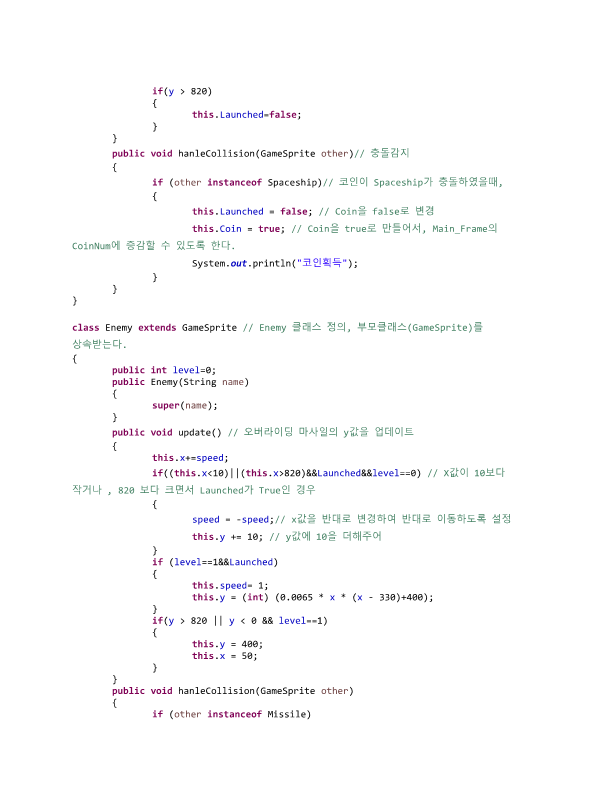 if(y > 820)
{
this.Launched=false;
}
}
public void hanleCollision(GameSprite other)// 충돌감지
{
if (other instanceof Spaceship)// 코인이 Spaceship가 충돌하였을때,
{
this.Launched = false; // Coin을 false로 변경
this.Coin = true; // Coin을 true로 만들어서, Main_Frame의
CoinNum에 증감할 수 있도록 한다.
System.out.println("코인획득");
}
}
}
class Enemy extends GameSprite // Enemy 클래스 정의, 부모클래스(GameSprite)를
상속받는다.
{
public int level=0;
public Enemy(String name)
{
super(name);
}
public void update() // 오버라이딩 마사일의 y값을 업데이트
{
this.x+=speed;
if((this.x<10)||(this.x>820)&&Launched&&level==0) // X값이 10보다
작거나 , 820 보다 크면서 Launched가 True인 경우
{
speed = -speed;// x값을 반대로 변경하여 반대로 이동하도록 설정
this.y += 10; // y값에 10을 더해주어
}
if (level==1&&Launched)
{
this.speed= 1;
this.y = (int) (0.0065 * x * (x - 330)+400);
}
if(y > 820 || y < 0 && level==1)
{
this.y = 400;
this.x = 50;
}
}
public void hanleCollision(GameSprite other)
{
if (other instanceof Missile)